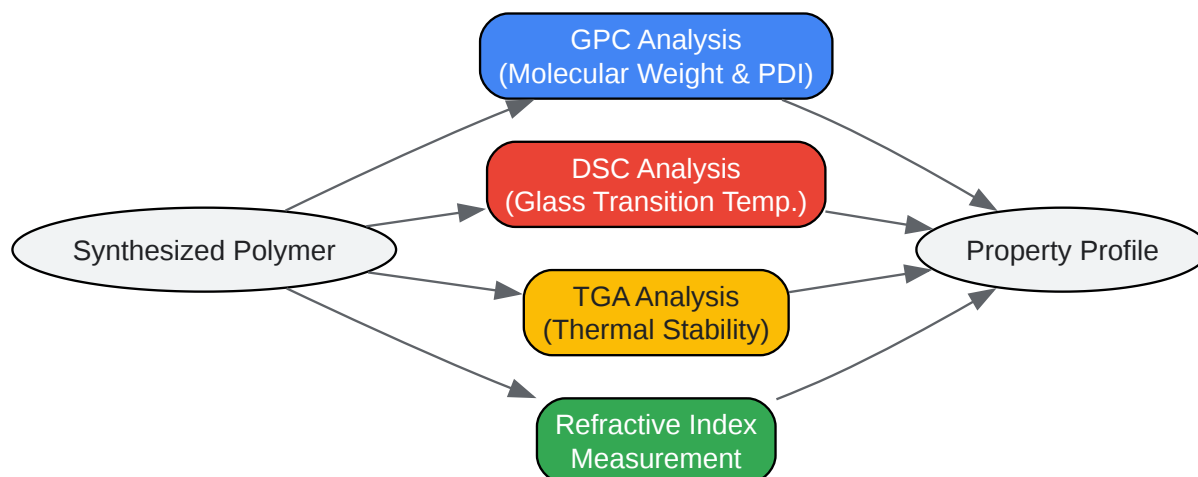 GPC Analysis
(Molecular Weight & PDI)
DSC Analysis
(Glass Transition Temp.)
Synthesized Polymer
Property Profile
TGA Analysis
(Thermal Stability)
Refractive Index
Measurement